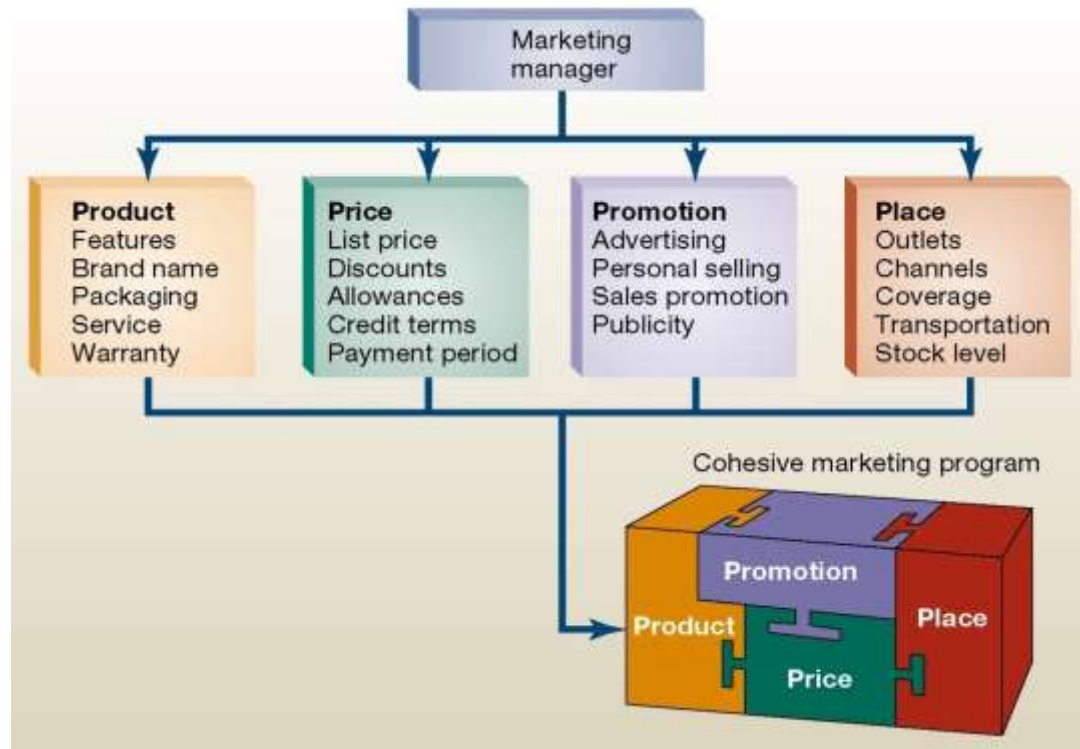 Marketing
manager
Product
Features
Brand name
Packaging
Service
Warranty
Price
List price
Discounts
Allowances
Credit terms
Payment period
Promotion
Advertising
Personal selling
Sales promotion
Publicity
Place
Outlets
Channels
Coverage
Transportation
Stock level
Cohesive marketing program
Promotion
Product
Place
Price